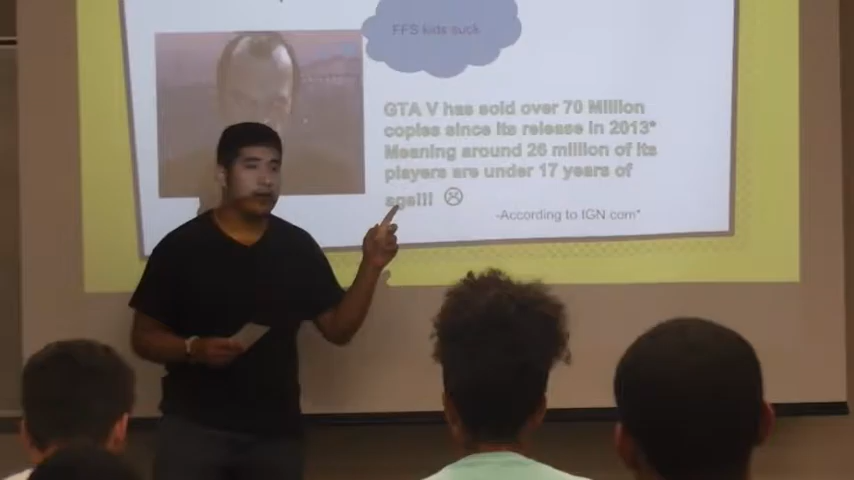 FFS kids suck
GTA V has sold over 70 Million
copies since its release in 2013*
Meaning around 26 million of its
players are under 17 years of
age!!! ☹
-According to IGN.com*